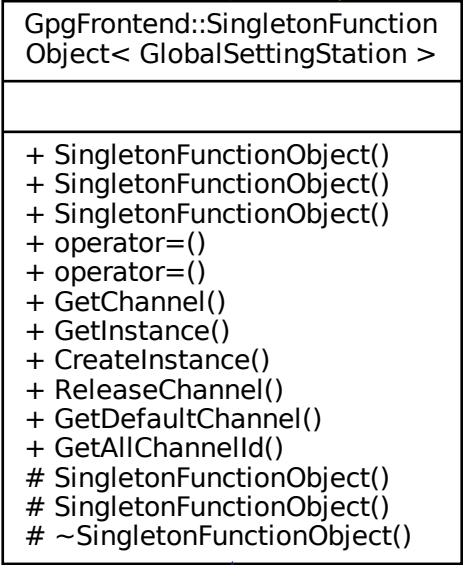 GpgFrontend::SingletonFunction
Object< GlobalSettingStation >
+ SingletonFunctionObject()
+ SingletonFunctionObject()
+ SingletonFunctionObject()
+ operator=()
+ operator=()
+ GetChannel()
+ GetInstance()
+ CreateInstance()
+ ReleaseChannel()
+ GetDefaultChannel()
+ GetAllChannelId()
# SingletonFunctionObject()
# SingletonFunctionObject()
# ~SingletonFunctionObject()